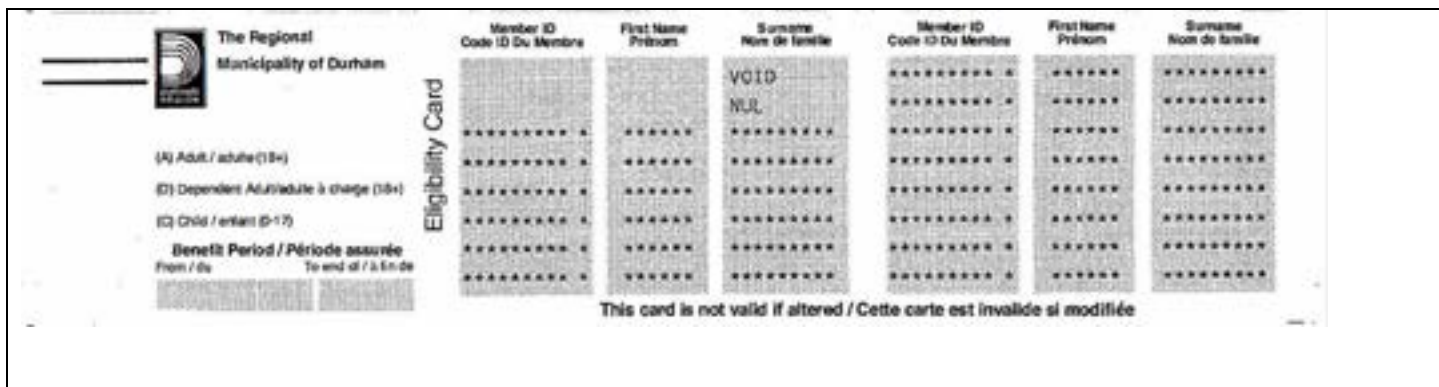 The Regional
Municipality of Durham
(A) Adult / adulte (18+)
(D) Dependent Adult/adulte à charge (18+)
(C) Child / enfant (0-17)
Benefit Period / Période assurée
From / du To end of / à fin de
Eligibility Card
Member ID First Name Surname Member ID First Name Surname
Code ID Du Membre Prénom Nom de famille Code ID Du Membre Prénom Nom de famille
VOID ********* * ****** *********
NUL ********* * ****** *********
********* * ****** ********* ********* * ****** *********
********* * ****** ********* ********* * ****** *********
********* * ****** ********* ********* * ****** *********
********* * ****** ********* ********* * ****** *********
********* * ****** ********* ********* * ****** *********
********* * ****** ********* ********* * ****** *********
This card is not valid if altered / Cette carte est invalide si modifiée